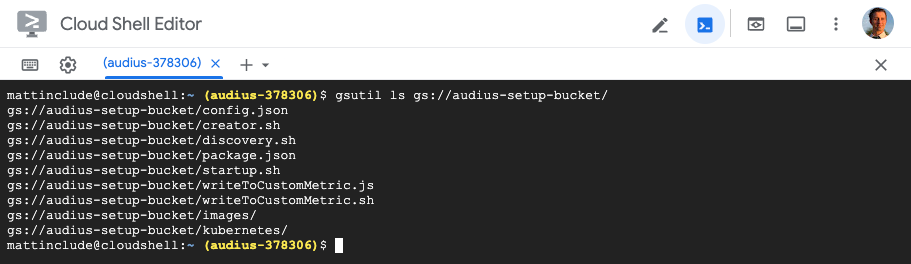 Cloud Shell Editor
(audius-378306)
mattinclude@cloudshell:~ (audius-378306)$ gsutil ls gs://audius-setup-bucket/
gs://audius-setup-bucket/config.json
gs://audius-setup-bucket/creator.sh
gs://audius-setup-bucket/discovery.sh
gs://audius-setup-bucket/package.json
gs://audius-setup-bucket/startup.sh
gs://audius-setup-bucket/writeToCustomMetric.js
gs://audius-setup-bucket/writeToCustomMetric.sh
gs://audius-setup-bucket/images/
gs://audius-setup-bucket/kubernetes/
mattinclude@cloudshell:~ (audius-378306)$